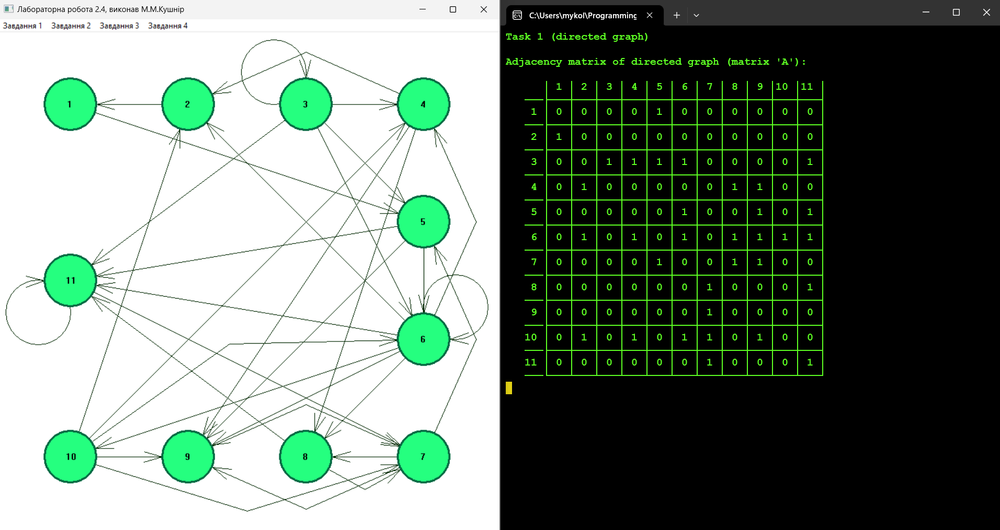 Лабораторна робота 2.4, виконав М.М.Кушнір
Завдання 1 Завдання 2 Завдання 3 Завдання 4
1 2 3 4
5
11
6
10 9 8 7
C:\Users\mykol\Programming
Task 1 (directed graph)
Adjacency matrix of directed graph (matrix 'A'):
1 2 3 4 5 6 7 8 9 10 11
1 0 0 0 0 1 0 0 0 0 0 0
2 1 0 0 0 0 0 0 0 0 0 0
3 0 0 1 1 1 1 0 0 0 0 1
4 0 1 0 0 0 0 0 1 1 0 0
5 0 0 0 0 0 1 0 0 1 0 1
6 0 1 0 1 0 1 0 1 1 1 1
7 0 0 0 0 1 0 0 1 1 0 0
8 0 0 0 0 0 0 1 0 0 0 1
9 0 0 0 0 0 0 1 0 0 0 0
10 0 1 0 1 0 1 1 0 1 0 0
11 0 0 0 0 0 0 1 0 0 0 1